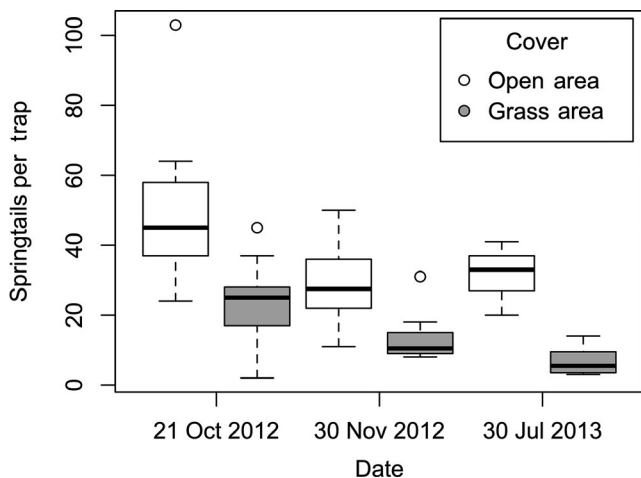 Springtails per trap
100
80
60
40
20
0
Cover
Open area
Grass area
21 Oct 2012
30 Nov 2012
30 Jul 2013
Date